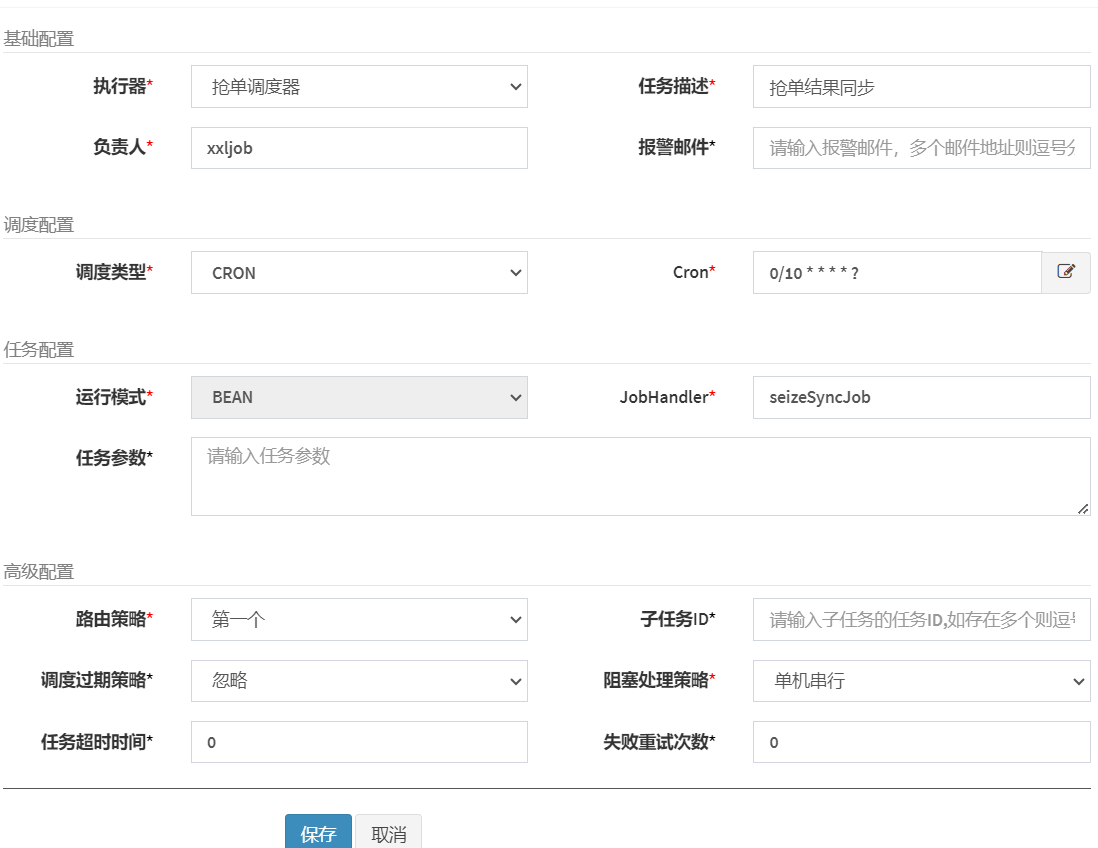 基础配置
执行器* 抢单调度器 任务描述* 抢单结果同步
负责人* xxljob 报警邮件* 请输入报警邮件，多个邮件地址则逗号分
调度配置
调度类型* CRON Cron* 0/10 * * * * ?
任务配置
运行模式* BEAN JobHandler* seizeSyncJob
任务参数* 请输入任务参数
高级配置
路由策略* 第一个 子任务ID* 请输入子任务的任务ID,如存在多个则逗号
调度过期策略* 忽略 阻塞处理策略* 单机串行
任务超时时间* 0 失败重试次数* 0
保存 取消